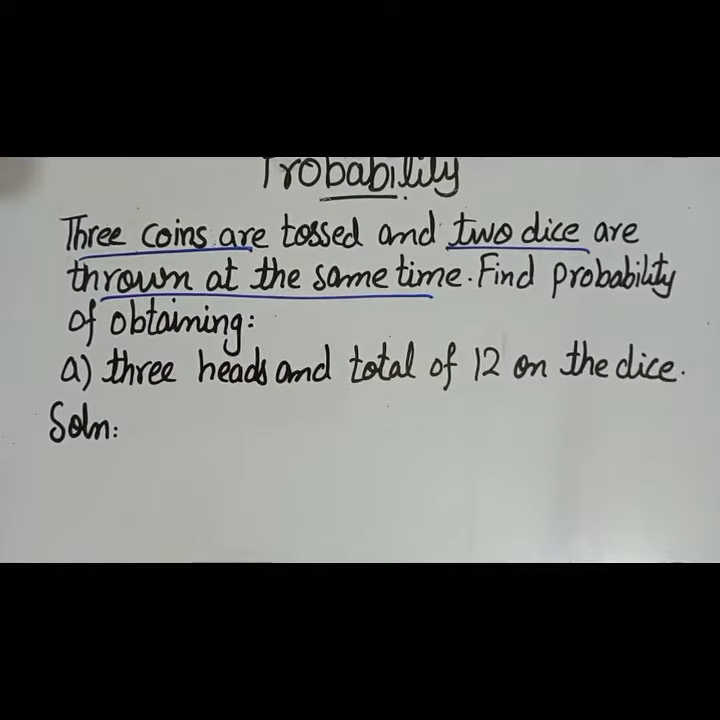 Probability
Three coins are tossed and two dice are
thrown at the same time. Find probability
of obtaining:
a) three heads and total of 12 on the dice.
Soln: